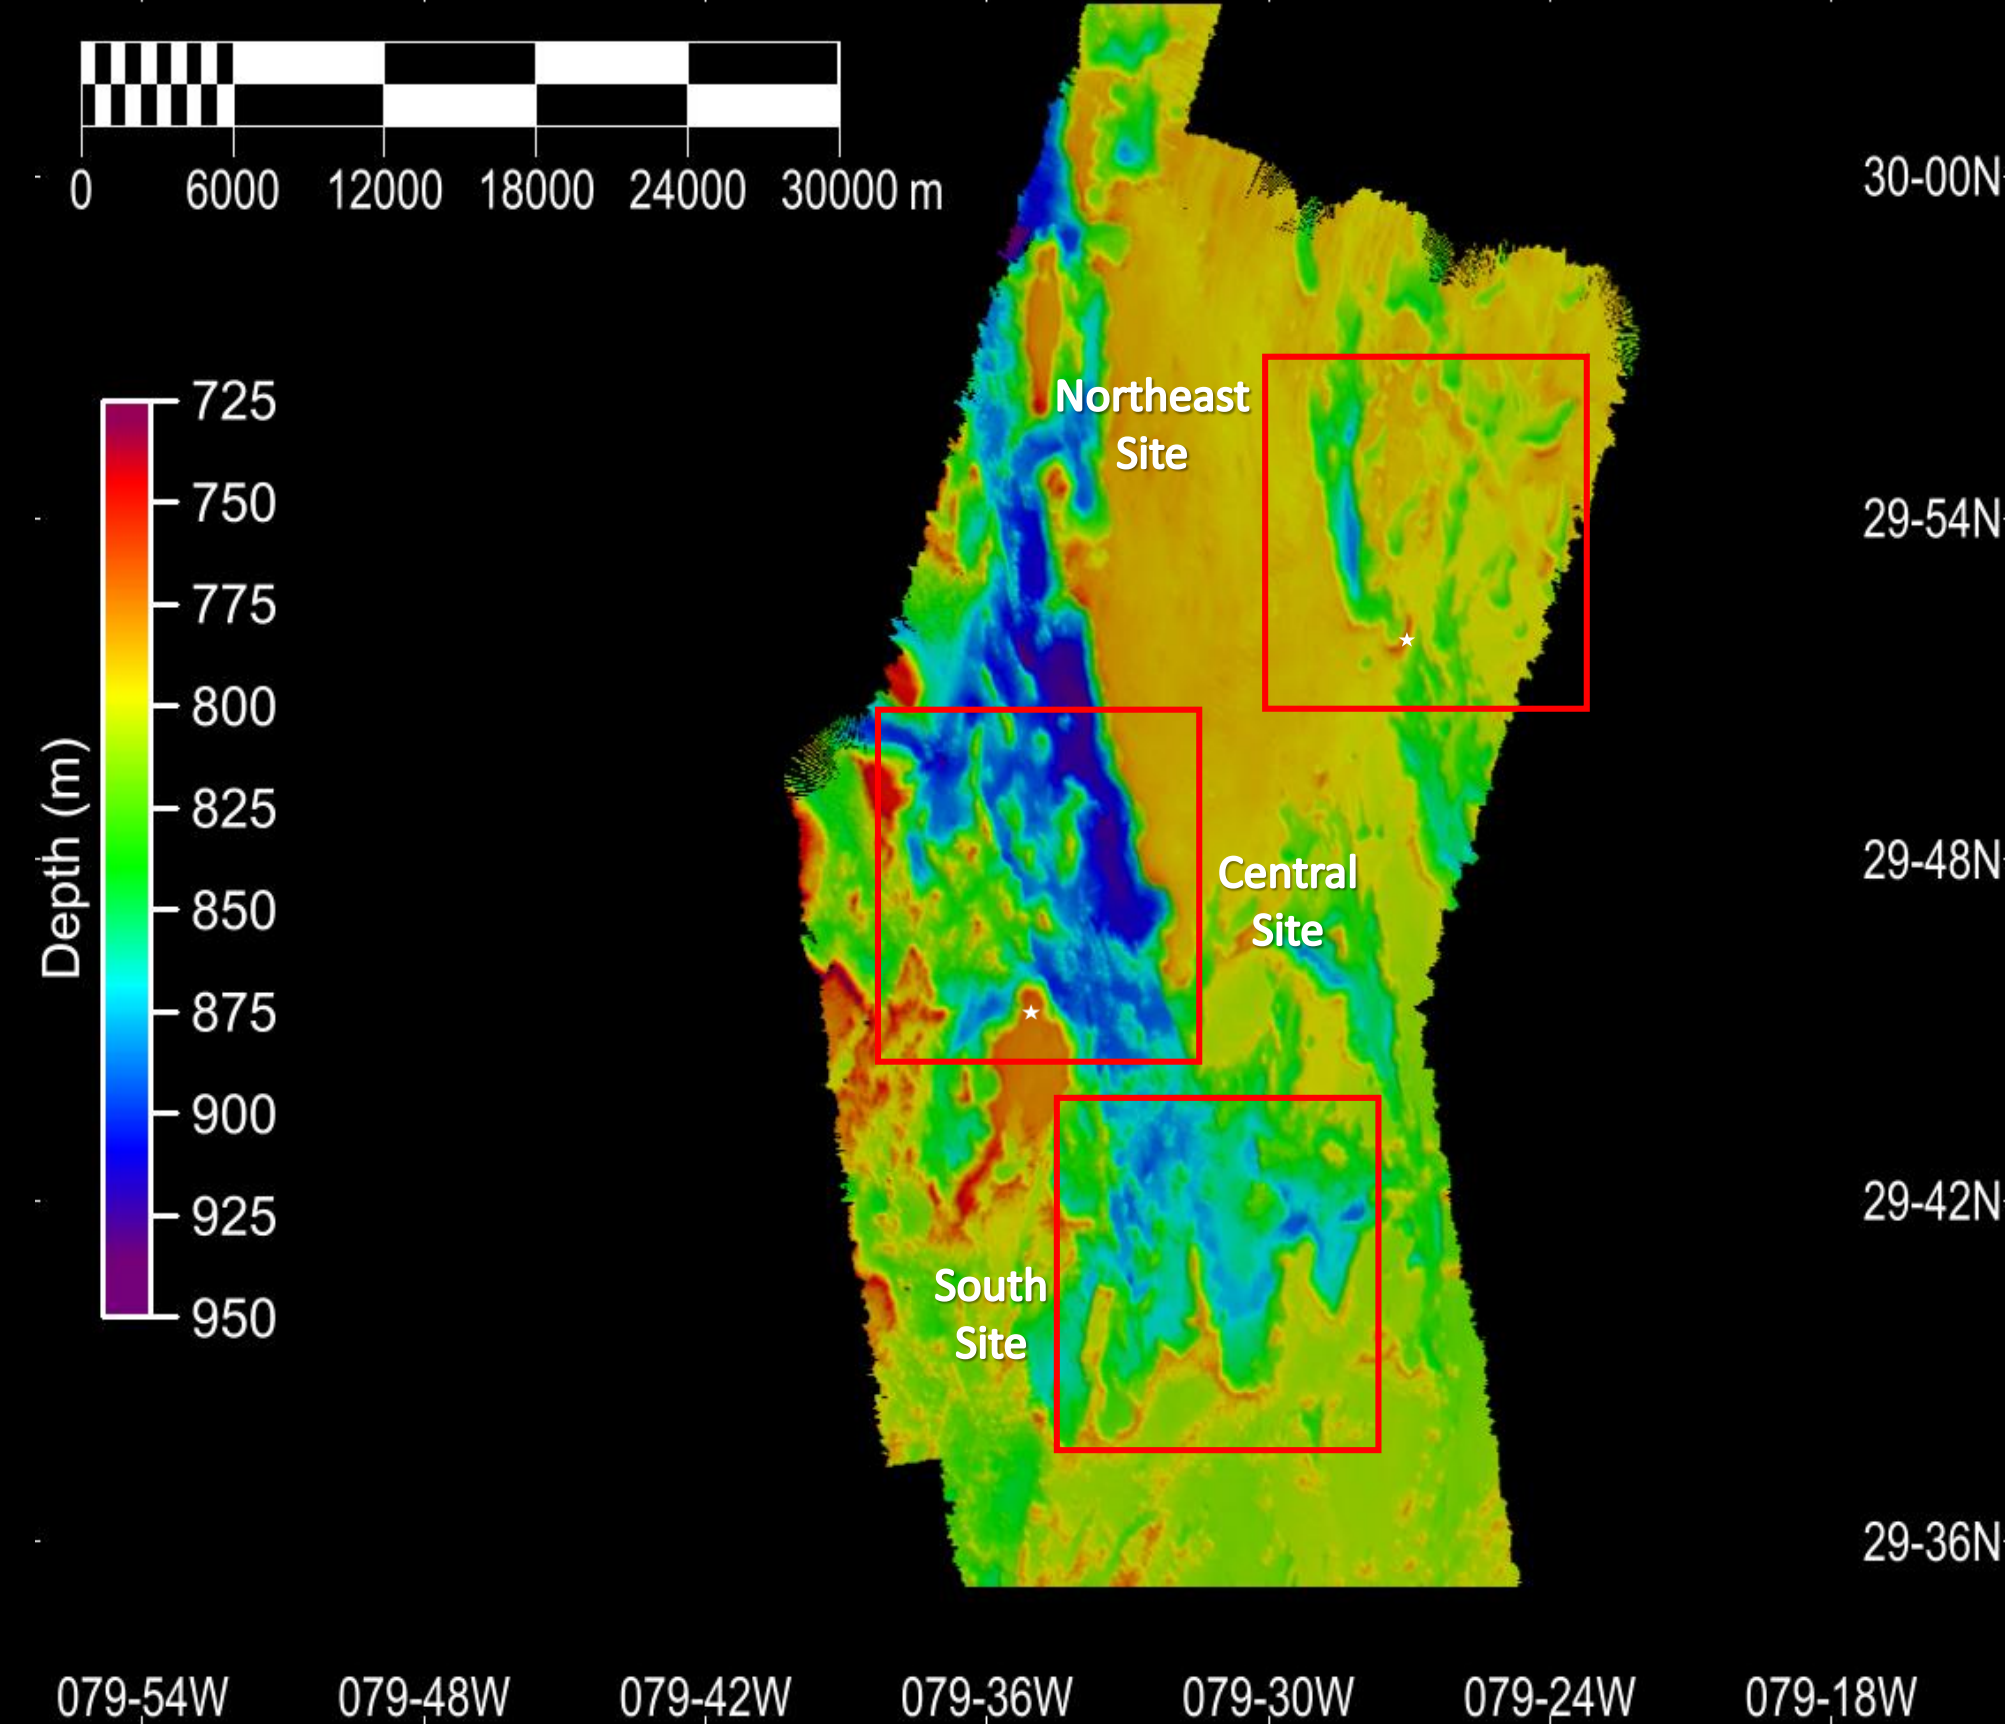 0 6000 12000 18000 24000 30000 m
30-00N
Northeast
Site
725
750
775
800
825
850
875
900
925
950
Depth (m)
29-54N
29-48N
Central
Site
29-42N
South
Site
29-36N
079-54W 079-48W 079-42W 079-36W 079-30W 079-24W 079-18W